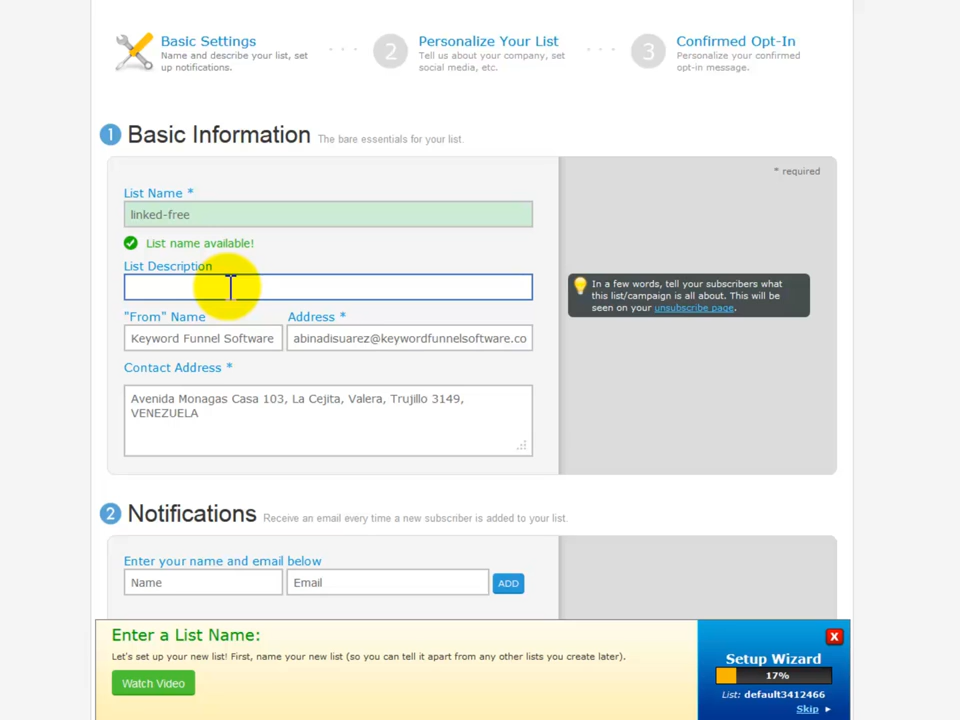 Basic Settings
Name and describe your list, set
up notifications.
2
Personalize Your List
Tell us about your company, set
social media, etc.
3
Confirmed Opt-In
Personalize your confirmed
opt-in message.
1 Basic Information The bare essentials for your list.
* required
List Name *
linked-free
List name available!
List Description
In a few words, tell your subscribers what
this list/campaign is all about. This will be
seen on your unsubscribe page.
"From" Name Address *
Keyword Funnel Software abinadisuarez@keywordfunnelsoftware.co
Contact Address *
Avenida Monagas Casa 103, La Cejita, Valera, Trujillo 3149,
VENEZUELA
2 Notifications Receive an email every time a new subscriber is added to your list.
Enter your name and email below
Name Email ADD
Enter a List Name:
Let's set up your new list! First, name your new list (so you can tell it apart from any other lists you create later).
Watch Video
X
Setup Wizard
17%
List: default3412466
Skip ►